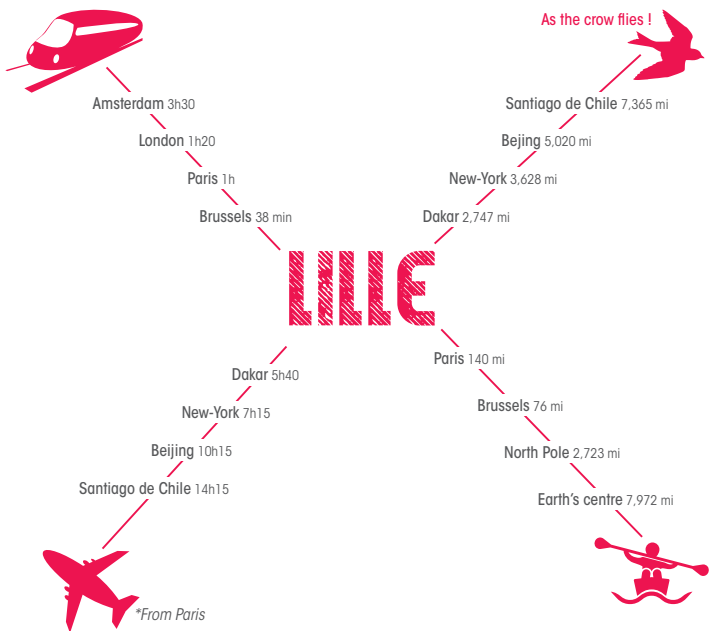 As the crow flies !
Amsterdam 3h30
London 1h20
Paris 1h
Brussels 38 min
Santiago de Chile 7,365 mi
Bejing 5,020 mi
New-York 3,628 mi
Dakar 2,747 mi
LILLE
Dakar 5h40
New-York 7h15
Beijing 10h15
Santiago de Chile 14h15
*From Paris
Paris 140 mi
Brussels 76 mi
North Pole 2,723 mi
Earth's centre 7,972 mi